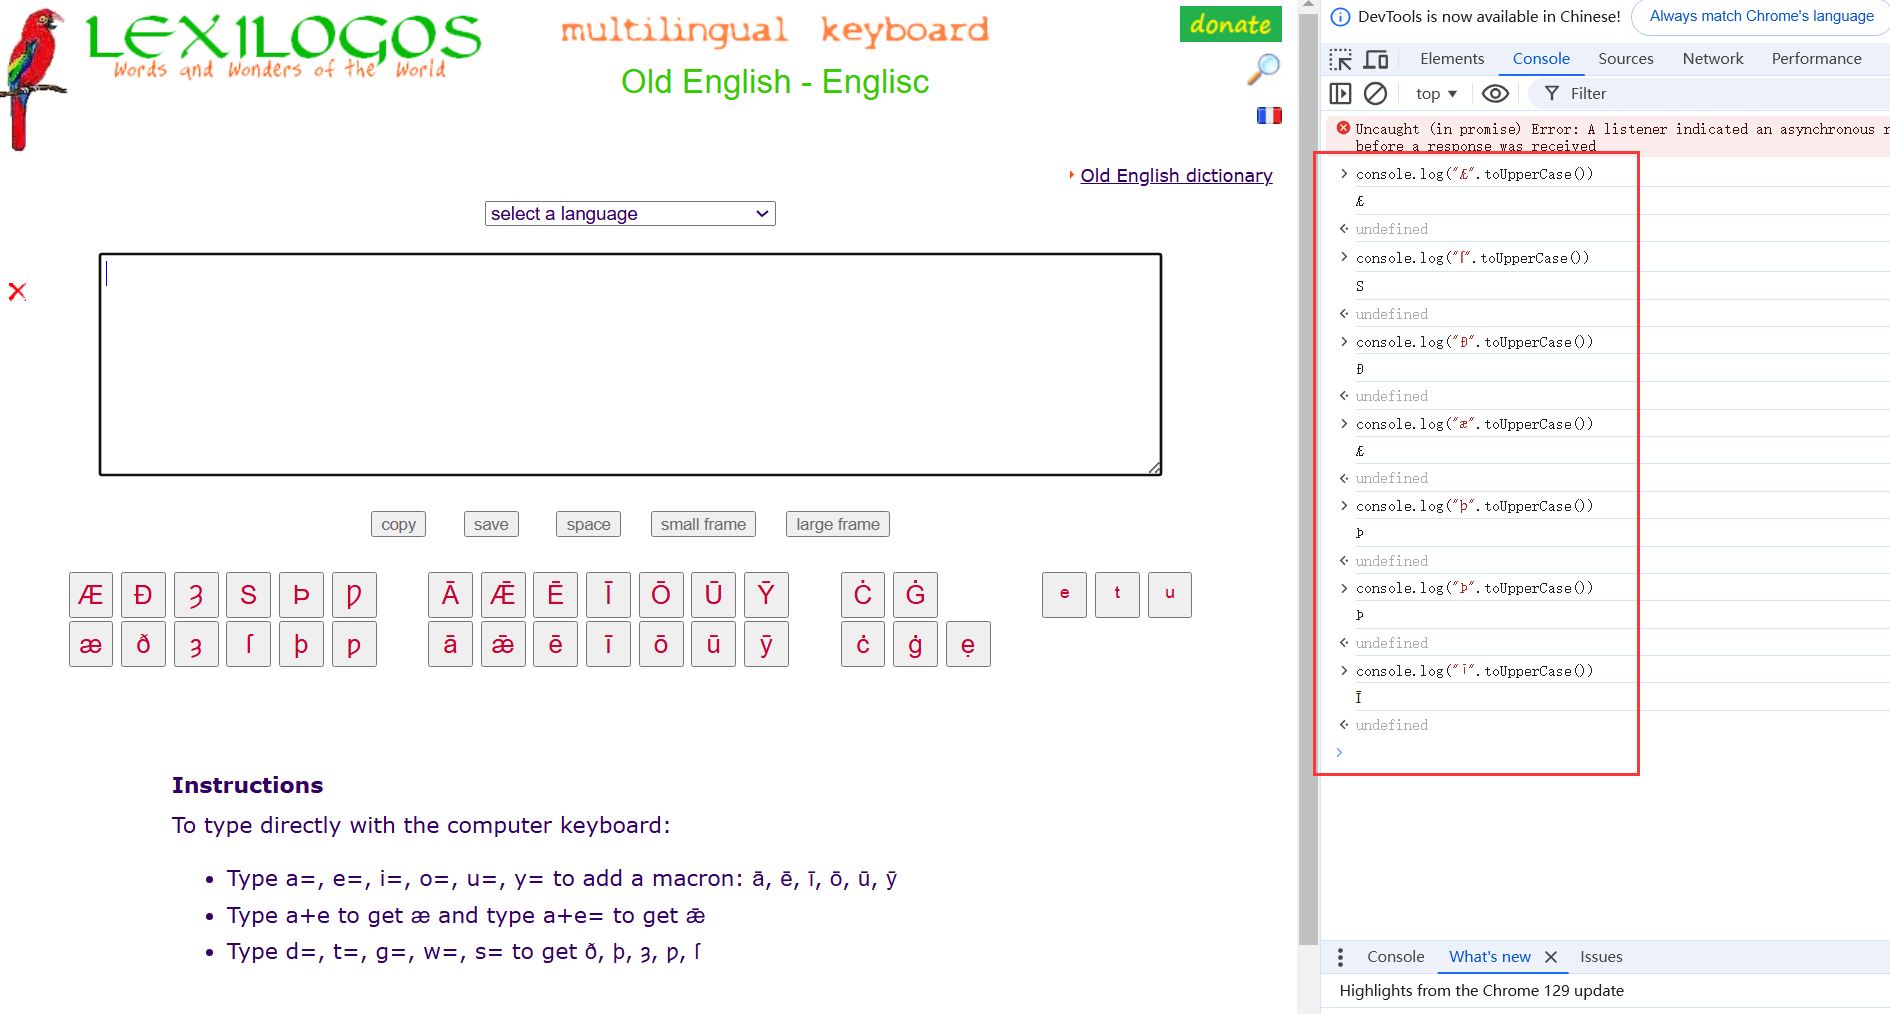 LEXILOGOS
Words and Wonders of the World
multilingual keyboard
Old English - Englisc
donate
Old English dictionary
select a language
copy save space small frame large frame
Æ Ð Ȝ S Þ Ƿ Ā Ǣ Ē Ī Ō Ū Ȳ Ċ Ġ e t u
æ ð ȝ ſ þ ƿ ā ǣ ē ī ō ū ȳ ċ ġ ẹ
Instructions
To type directly with the computer keyboard:
• Type a=, e=, i=, o=, u=, y= to add a macron: ā, ē, ī, ō, ū, ȳ
• Type a+e to get æ and type a+e= to get ǣ
• Type d=, t=, g=, w=, s= to get ð, þ, ȝ, ƿ, ſ
DevTools is now available in Chinese! Always match Chrome's language
Elements Console Sources Network Performance
top Filter
Uncaught (in promise) Error: A listener indicated an asynchronous
before a response was received
> console.log("Æ".toUpperCase())
Æ
undefined
> console.log("ſ".toUpperCase())
S
undefined
> console.log("Ð".toUpperCase())
Ð
undefined
> console.log("æ".toUpperCase())
Æ
undefined
> console.log("þ".toUpperCase())
Þ
undefined
> console.log("Þ".toUpperCase())
Þ
undefined
> console.log("ī".toUpperCase())
Ī
undefined
>
Console What's new Issues
Highlights from the Chrome 129 update